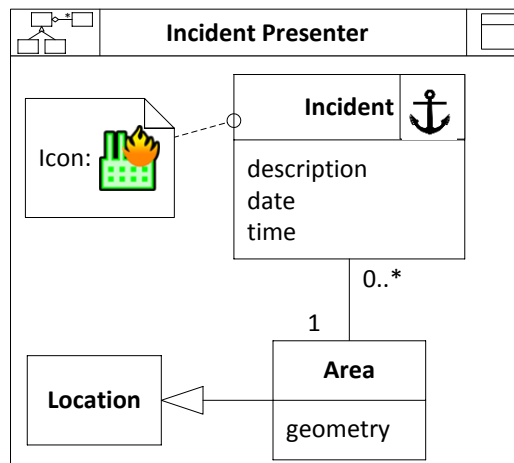 *
Incident Presenter
Incident
Icon:
description
date
time
0..*
1
Area
Location
geometry